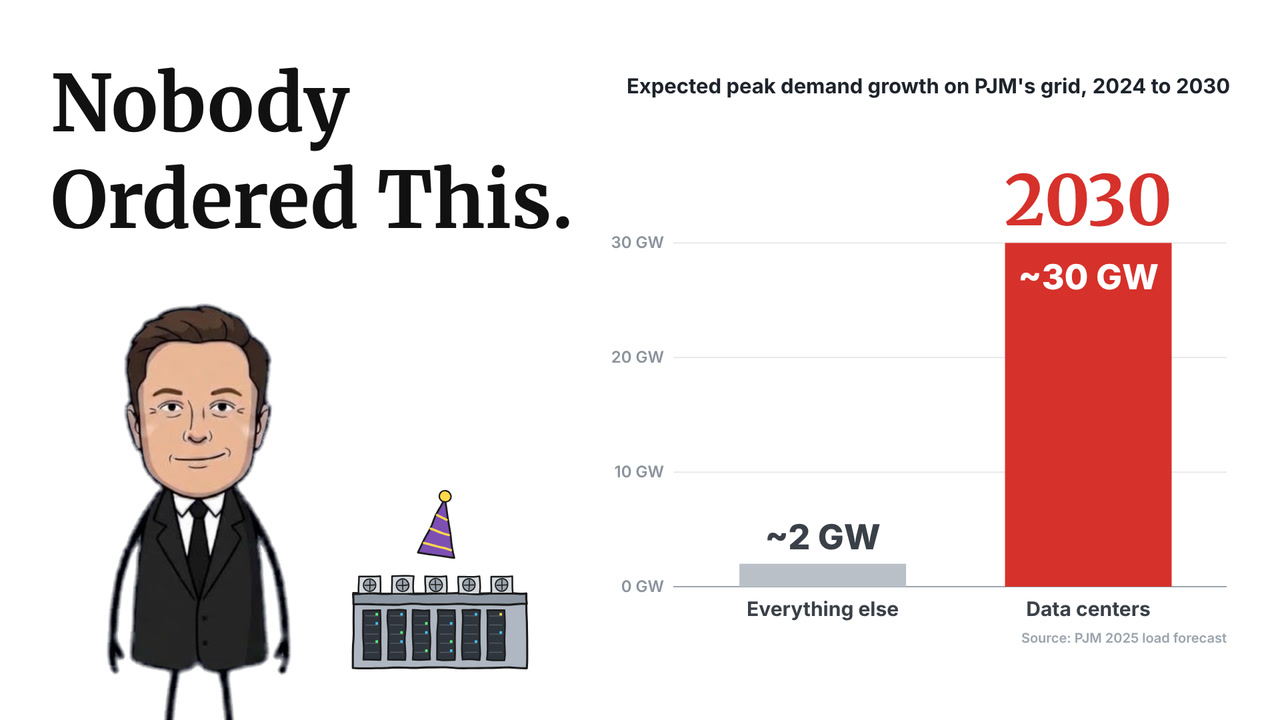 Nobody
Ordered This.
Expected peak demand growth on PJM's grid, 2024 to 2030
2030
30 GW
~30 GW
20 GW
10 GW
~2 GW
0 GW
Everything else
Data centers
Source: PJM 2025 load forecast